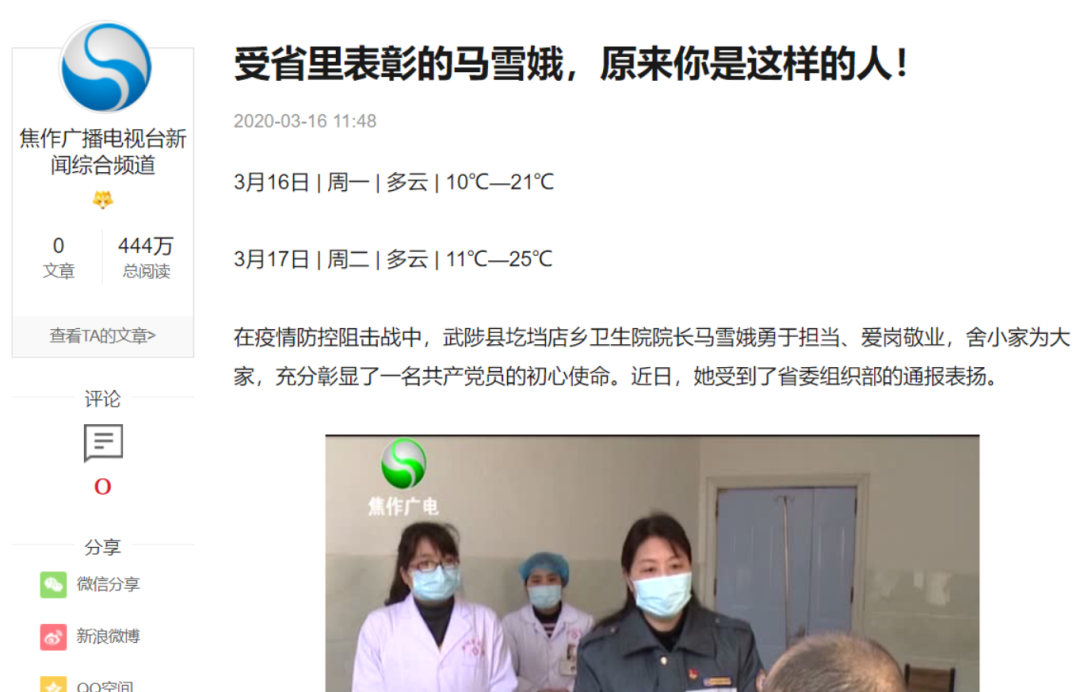 受省里表彰的马雪娥，原来你是这样的人！
2020-03-16 11:48
焦作广播电视台新
闻综合频道
0
文章
444万
总阅读
查看TA的文章>
评论
0
分享
微信分享
新浪微博
QQ空间
3月16日 | 周一 | 多云 | 10℃—21℃
3月17日 | 周二 | 多云 | 11℃—25℃
在疫情防控阻击战中，武陟县圪垱店乡卫生院院长马雪娥勇于担当、爱岗敬业，舍小家为大
家，充分彰显了一名共产党员的初心使命。近日，她受到了省委组织部的通报表扬。
焦作广电